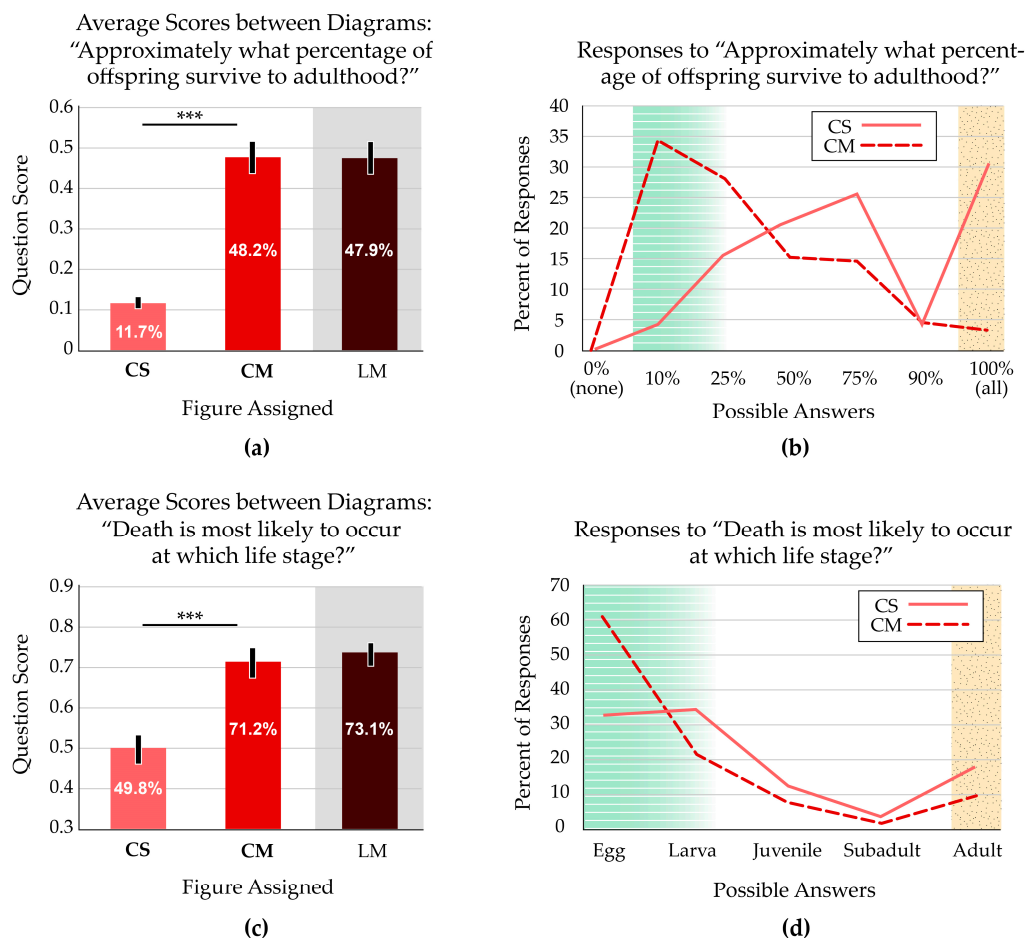 Average Scores between Diagrams:
“Approximately what percentage of
offspring survive to adulthood?”
0.6
0.5
0.4
0.3
0.2
0.1
0
Question Score
***
11.7%
48.2%
47.9%
CS
CM
LM
Figure Assigned
(a)
Responses to “Approximately what percent-
age of offspring survive to adulthood?”
40
35
30
25
20
15
10
5
0
Percent of Responses
CS
CM
0%
(none)
10%
25%
50%
75%
90%
100%
(all)
Possible Answers
(b)
Average Scores between Diagrams:
“Death is most likely to occur
at which life stage?”
0.9
0.8
0.7
0.5
0.4
0.3
Question Score
***
49.8%
71.2%
73.1%
CS
CM
LM
Figure Assigned
(c)
Responses to “Death is most likely to occur
at which life stage?”
70
60
50
40
30
20
10
0
Percent of Responses
CS
CM
Egg
Larva
Juvenile
Subadult
Adult
Possible Answers
(d)